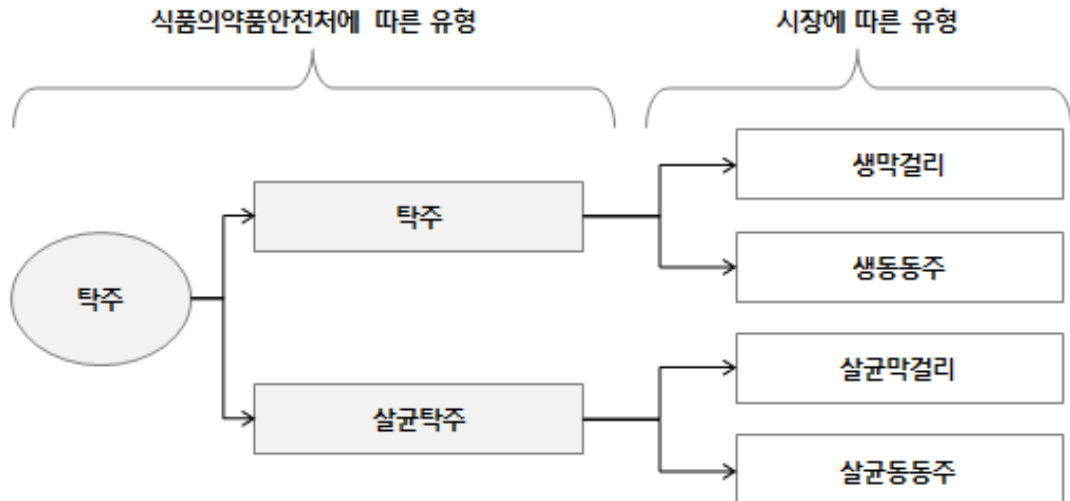 식품의약품안전처에 따른 유형
시장에 따른 유형
탁주
탁주
살균탁주
생막걸리
생동동주
살균막걸리
살균동동주